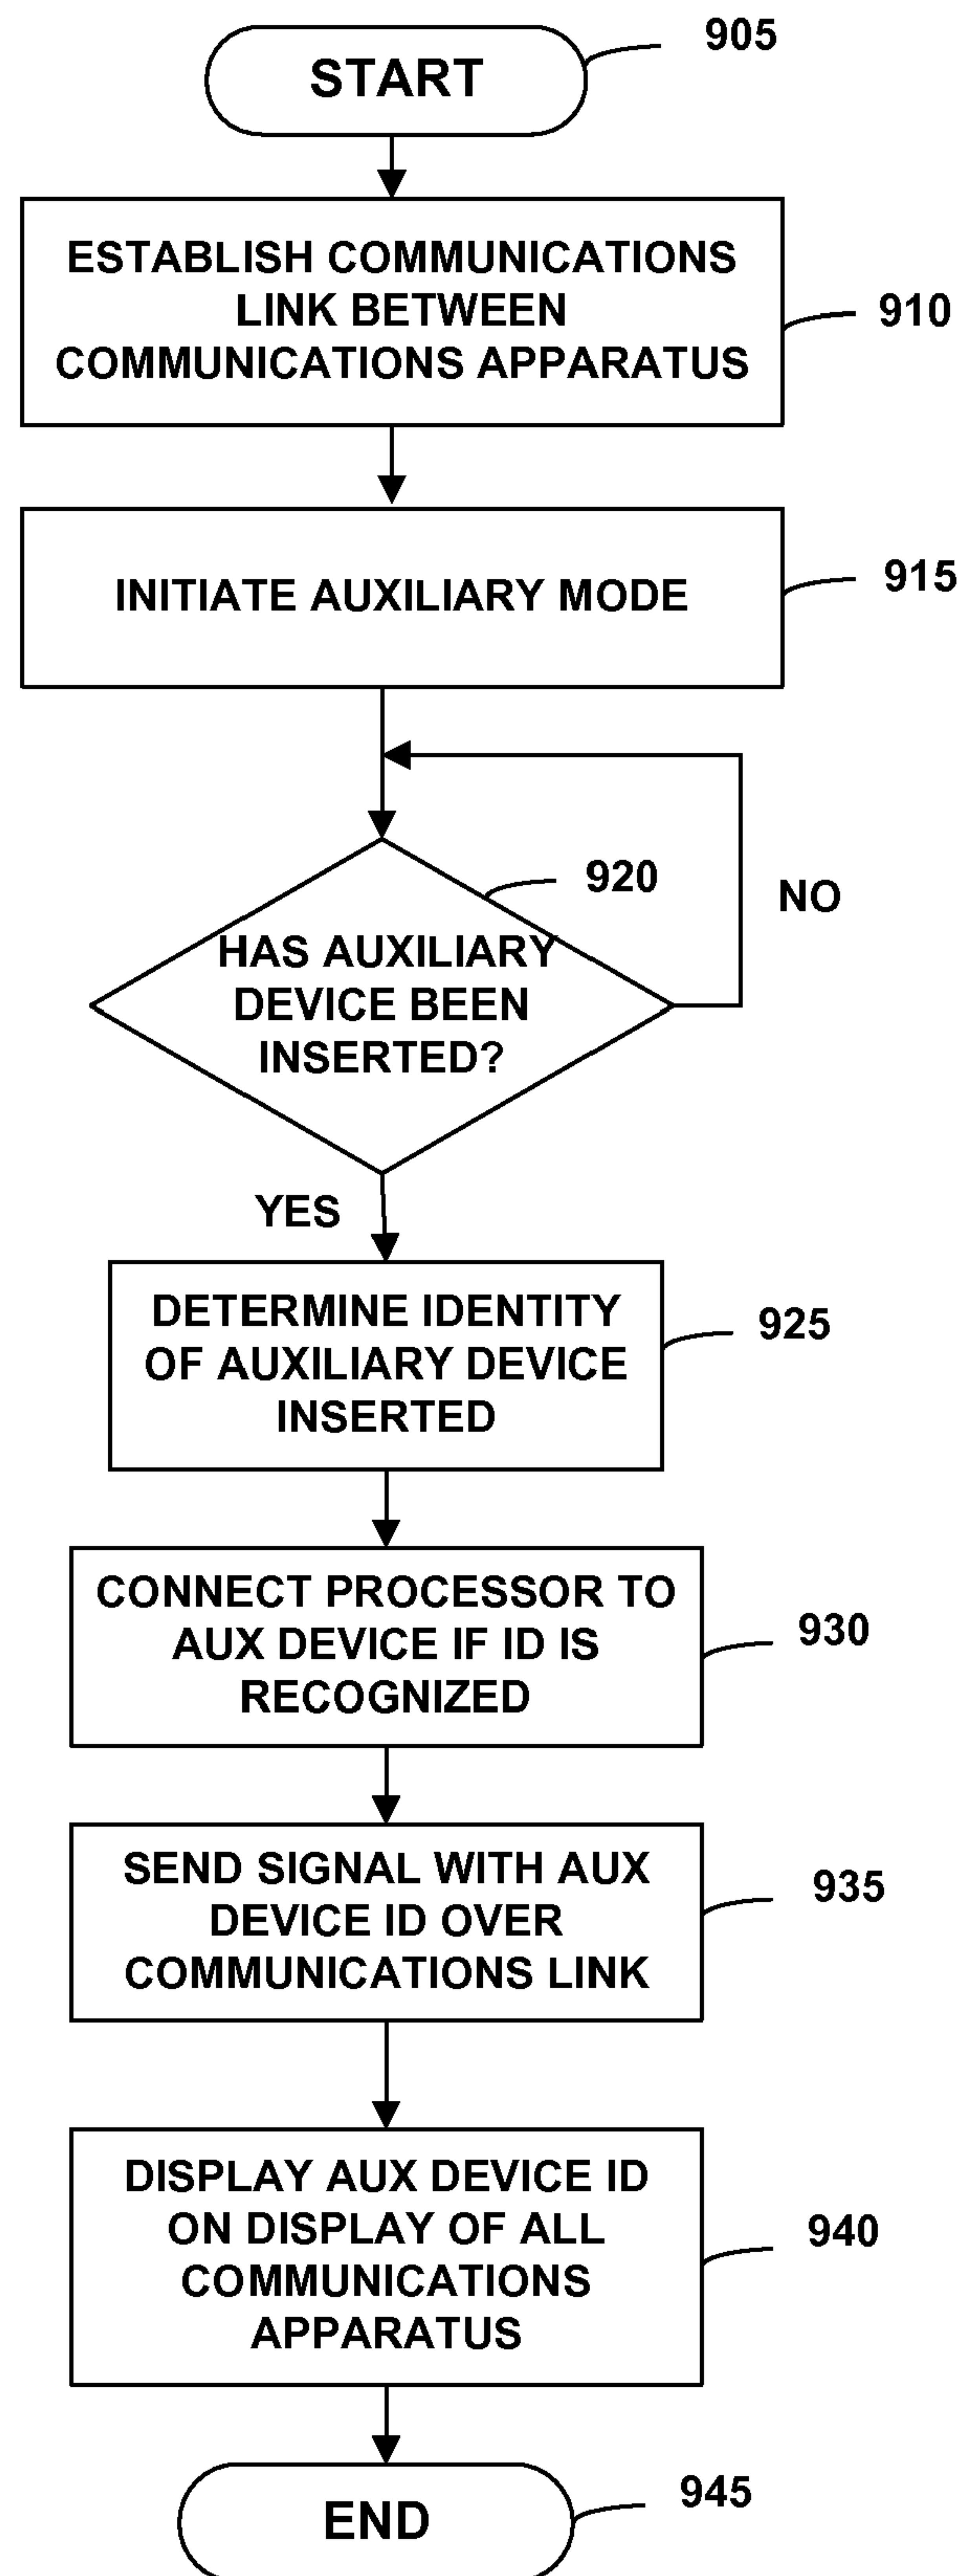 START
905
ESTABLISH COMMUNICATIONS
LINK BETWEEN
COMMUNICATIONS APPARATUS
910
INITIATE AUXILIARY MODE
915
920
NO
HAS AUXILIARY
DEVICE BEEN
INSERTED?
YES
DETERMINE IDENTITY
OF AUXILIARY DEVICE
INSERTED
925
CONNECT PROCESSOR TO
AUX DEVICE IF ID IS
RECOGNIZED
930
SEND SIGNAL WITH AUX
DEVICE ID OVER
COMMUNICATIONS LINK
935
DISPLAY AUX DEVICE ID
ON DISPLAY OF ALL
COMMUNICATIONS
APPARATUS
940
END
945